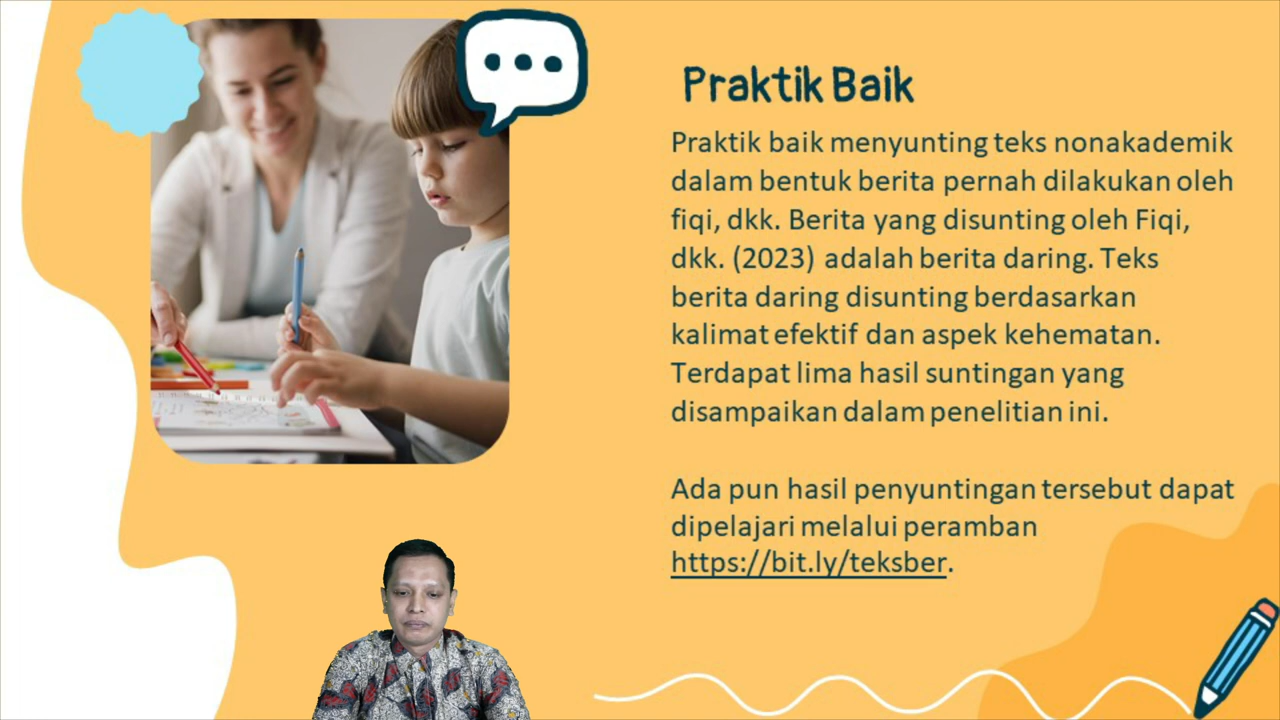 Praktik Baik
Praktik baik menyunting teks nonakademik
dalam bentuk berita pernah dilakukan oleh
fiqi, dkk. Berita yang disunting oleh Fiqi,
dkk. (2023) adalah berita daring. Teks
berita daring disunting berdasarkan
kalimat efektif dan aspek kehematan.
Terdapat lima hasil suntingan yang
disampaikan dalam penelitian ini.
Ada pun hasil penyuntingan tersebut dapat
dipelajari melalui peramban
https://bit.ly/teksber.